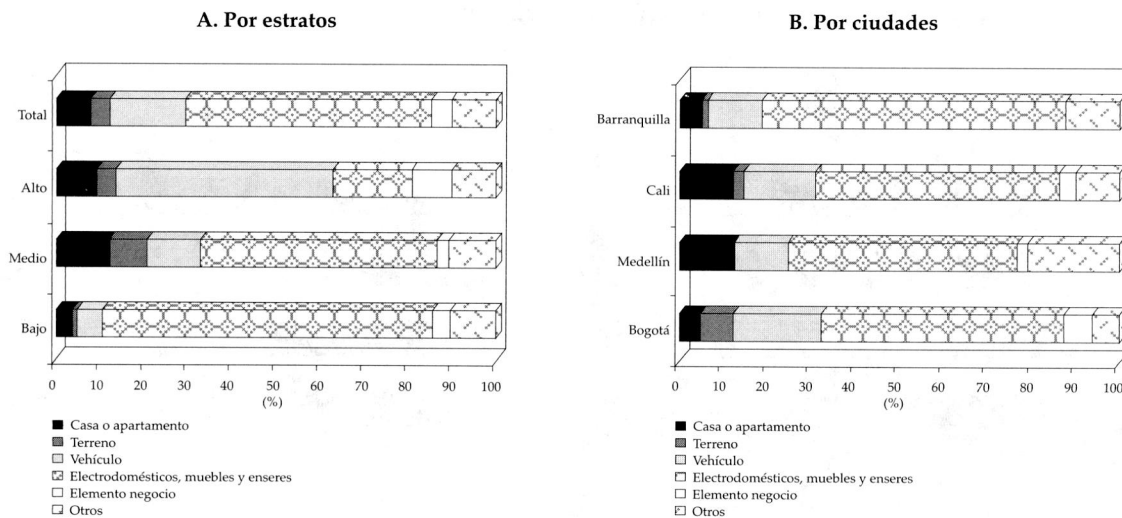 A. Por estratos
Total
Alto
Medio
Bajo
0 10 20 30 40 50 60 70 80 90 100
(%)
Casa o apartamento
Terreno
Vehículo
Electrodomésticos, muebles y enseres
Elemento negocio
Otros
B. Por ciudades
Barranquilla
Cali
Medellín
Bogotá
0 10 20 30 40 50 60 70 80 90 100
(%)
Casa o apartamento
Terreno
Vehículo
Electrodomésticos, muebles y enseres
Elemento negocio
Otros